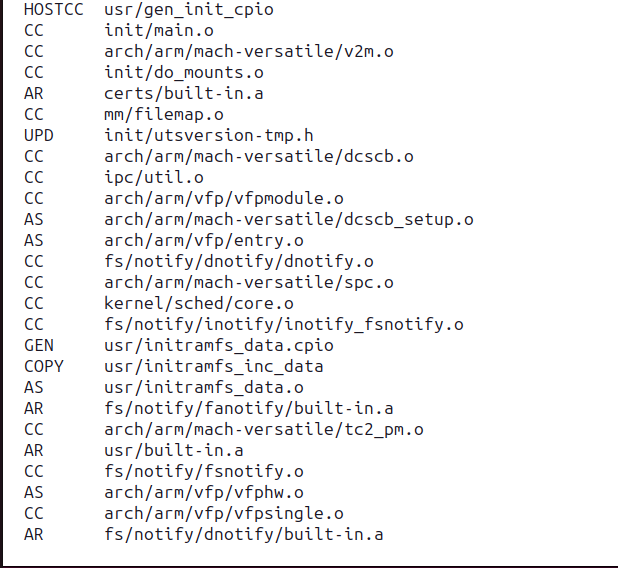 HOSTCC  usr/gen_init_cpio
CC      init/main.o
CC      arch/arm/mach-versatile/v2m.o
CC      init/do_mounts.o
AR      certs/built-in.a
CC      mm/filemap.o
UPD     init/utsversion-tmp.h
CC      arch/arm/mach-versatile/dcscb.o
CC      ipc/util.o
CC      arch/arm/vfp/vfpmodule.o
AS      arch/arm/mach-versatile/dcscb_setup.o
AS      arch/arm/vfp/entry.o
CC      fs/notify/dnotify/dnotify.o
CC      arch/arm/mach-versatile/spc.o
CC      kernel/sched/core.o
CC      fs/notify/inotify/inotify_fsnotify.o
GEN     usr/initramfs_data.cpio
COPY    usr/initramfs_inc_data
AS      usr/initramfs_data.o
AR      fs/notify/fanotify/built-in.a
CC      arch/arm/mach-versatile/tc2_pm.o
AR      usr/built-in.a
CC      fs/notify/fsnotify.o
AS      arch/arm/vfp/vfphw.o
CC      arch/arm/vfp/vfpsingle.o
AR      fs/notify/dnotify/built-in.a